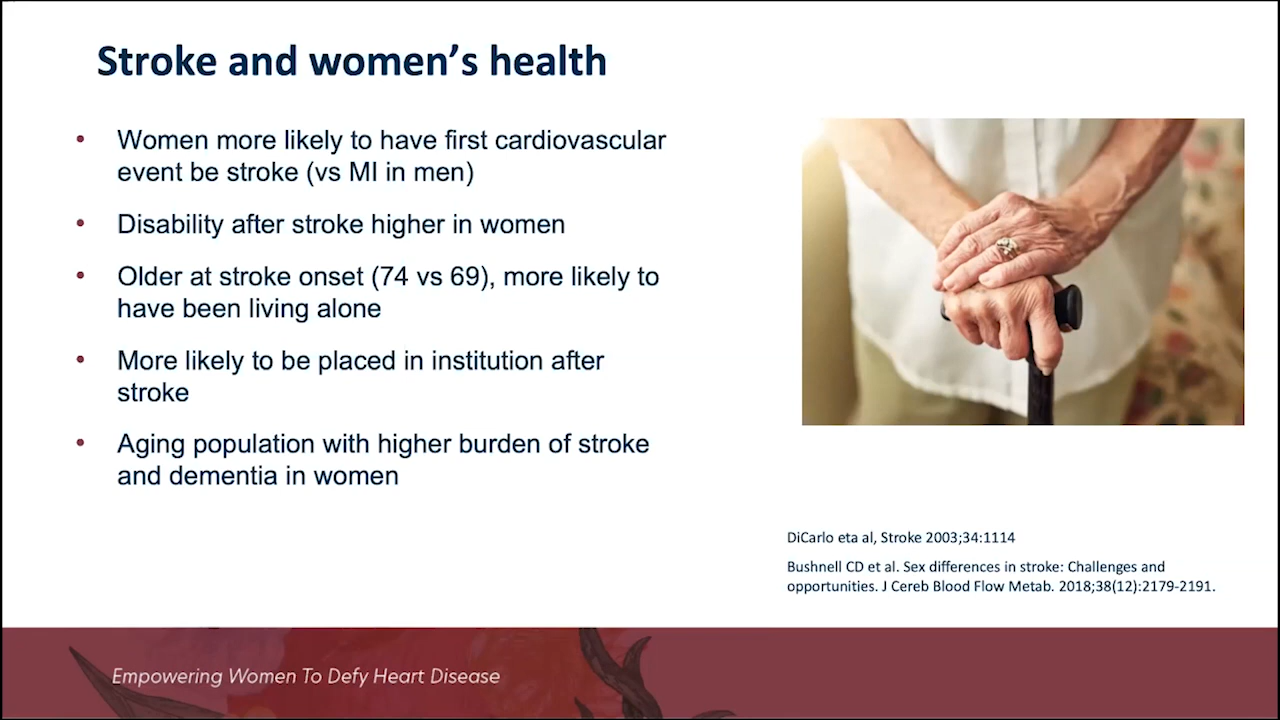 Stroke and women's health
• Women more likely to have first cardiovascular
event be stroke (vs MI in men)
• Disability after stroke higher in women
• Older at stroke onset (74 vs 69), more likely to
have been living alone
• More likely to be placed in institution after
stroke
• Aging population with higher burden of stroke
and dementia in women
DiCarlo eta al, Stroke 2003;34:1114
Bushnell CD et al. Sex differences in stroke: Challenges and
opportunities. J Cereb Blood Flow Metab. 2018;38(12):2179-2191.
Empowering Women To Defy Heart Disease